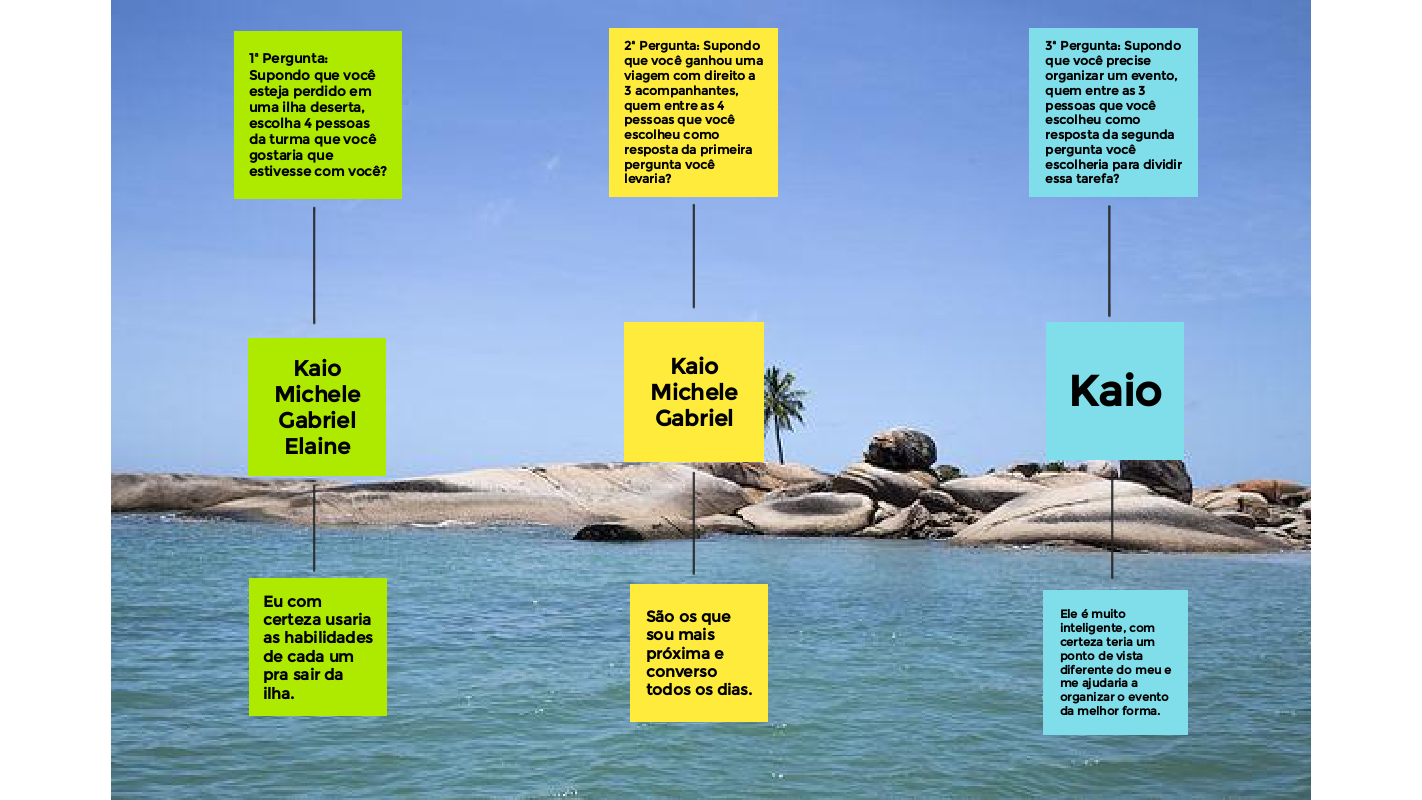 1ª Pergunta:
Supondo que você
esteja perdido em
uma ilha deserta,
escolha 4 pessoas
da turma que você
gostaria que
estivesse com você?
Kaio
Michele
Gabriel
Elaine
Eu com
certeza usaria
as habilidades
de cada um
pra sair da
ilha.
2ª Pergunta: Supondo
que você ganhou uma
viagem com direito a
3 acompanhantes,
quem entre as 4
pessoas que você
escolheu como
resposta da primeira
pergunta você
levaria?
Kaio
Michele
Gabriel
São os que
sou mais
próxima e
converso
todos os dias.
3ª Pergunta: Supondo
que você precise
organizar um evento,
quem entre as 3
pessoas que você
escolheu como
resposta da segunda
pergunta você
escolheria para dividir
essa tarefa?
Kaio
Ele é muito
inteligente, com
certeza teria um
ponto de vista
diferente do meu e
me ajudaria a
organizar o evento
da melhor forma.